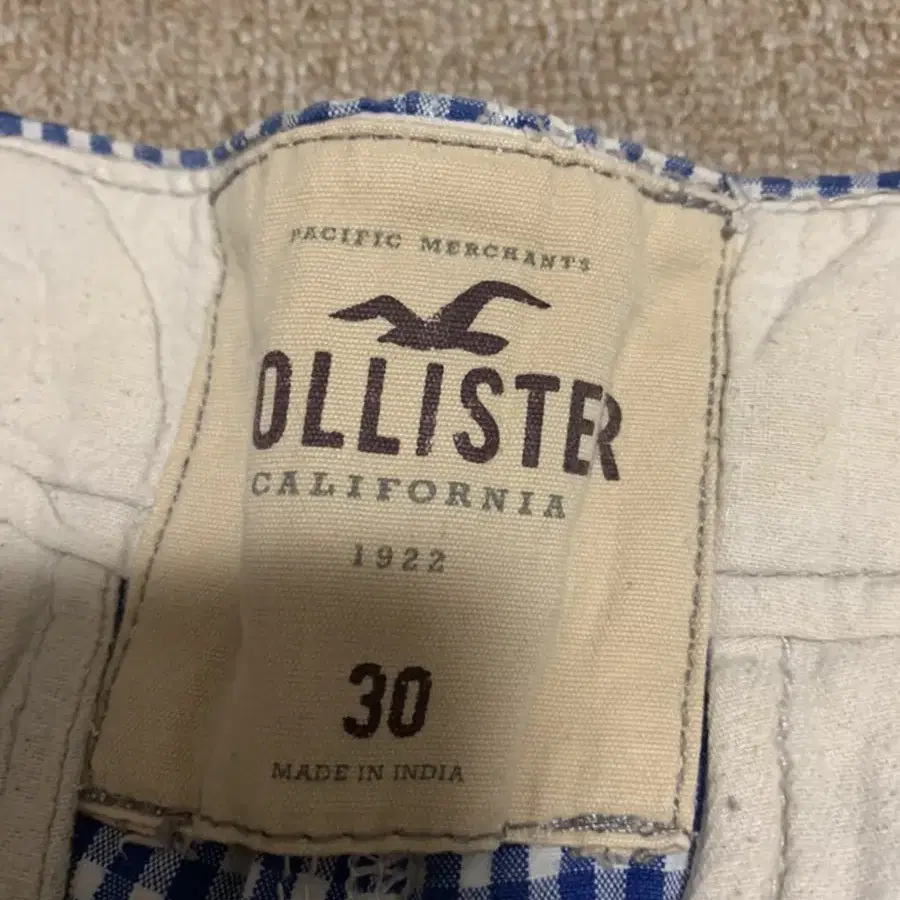 PACIFIC MERCHANTS
OLLISTER
CALIFORNIA
1922
30
MADE IN INDIA